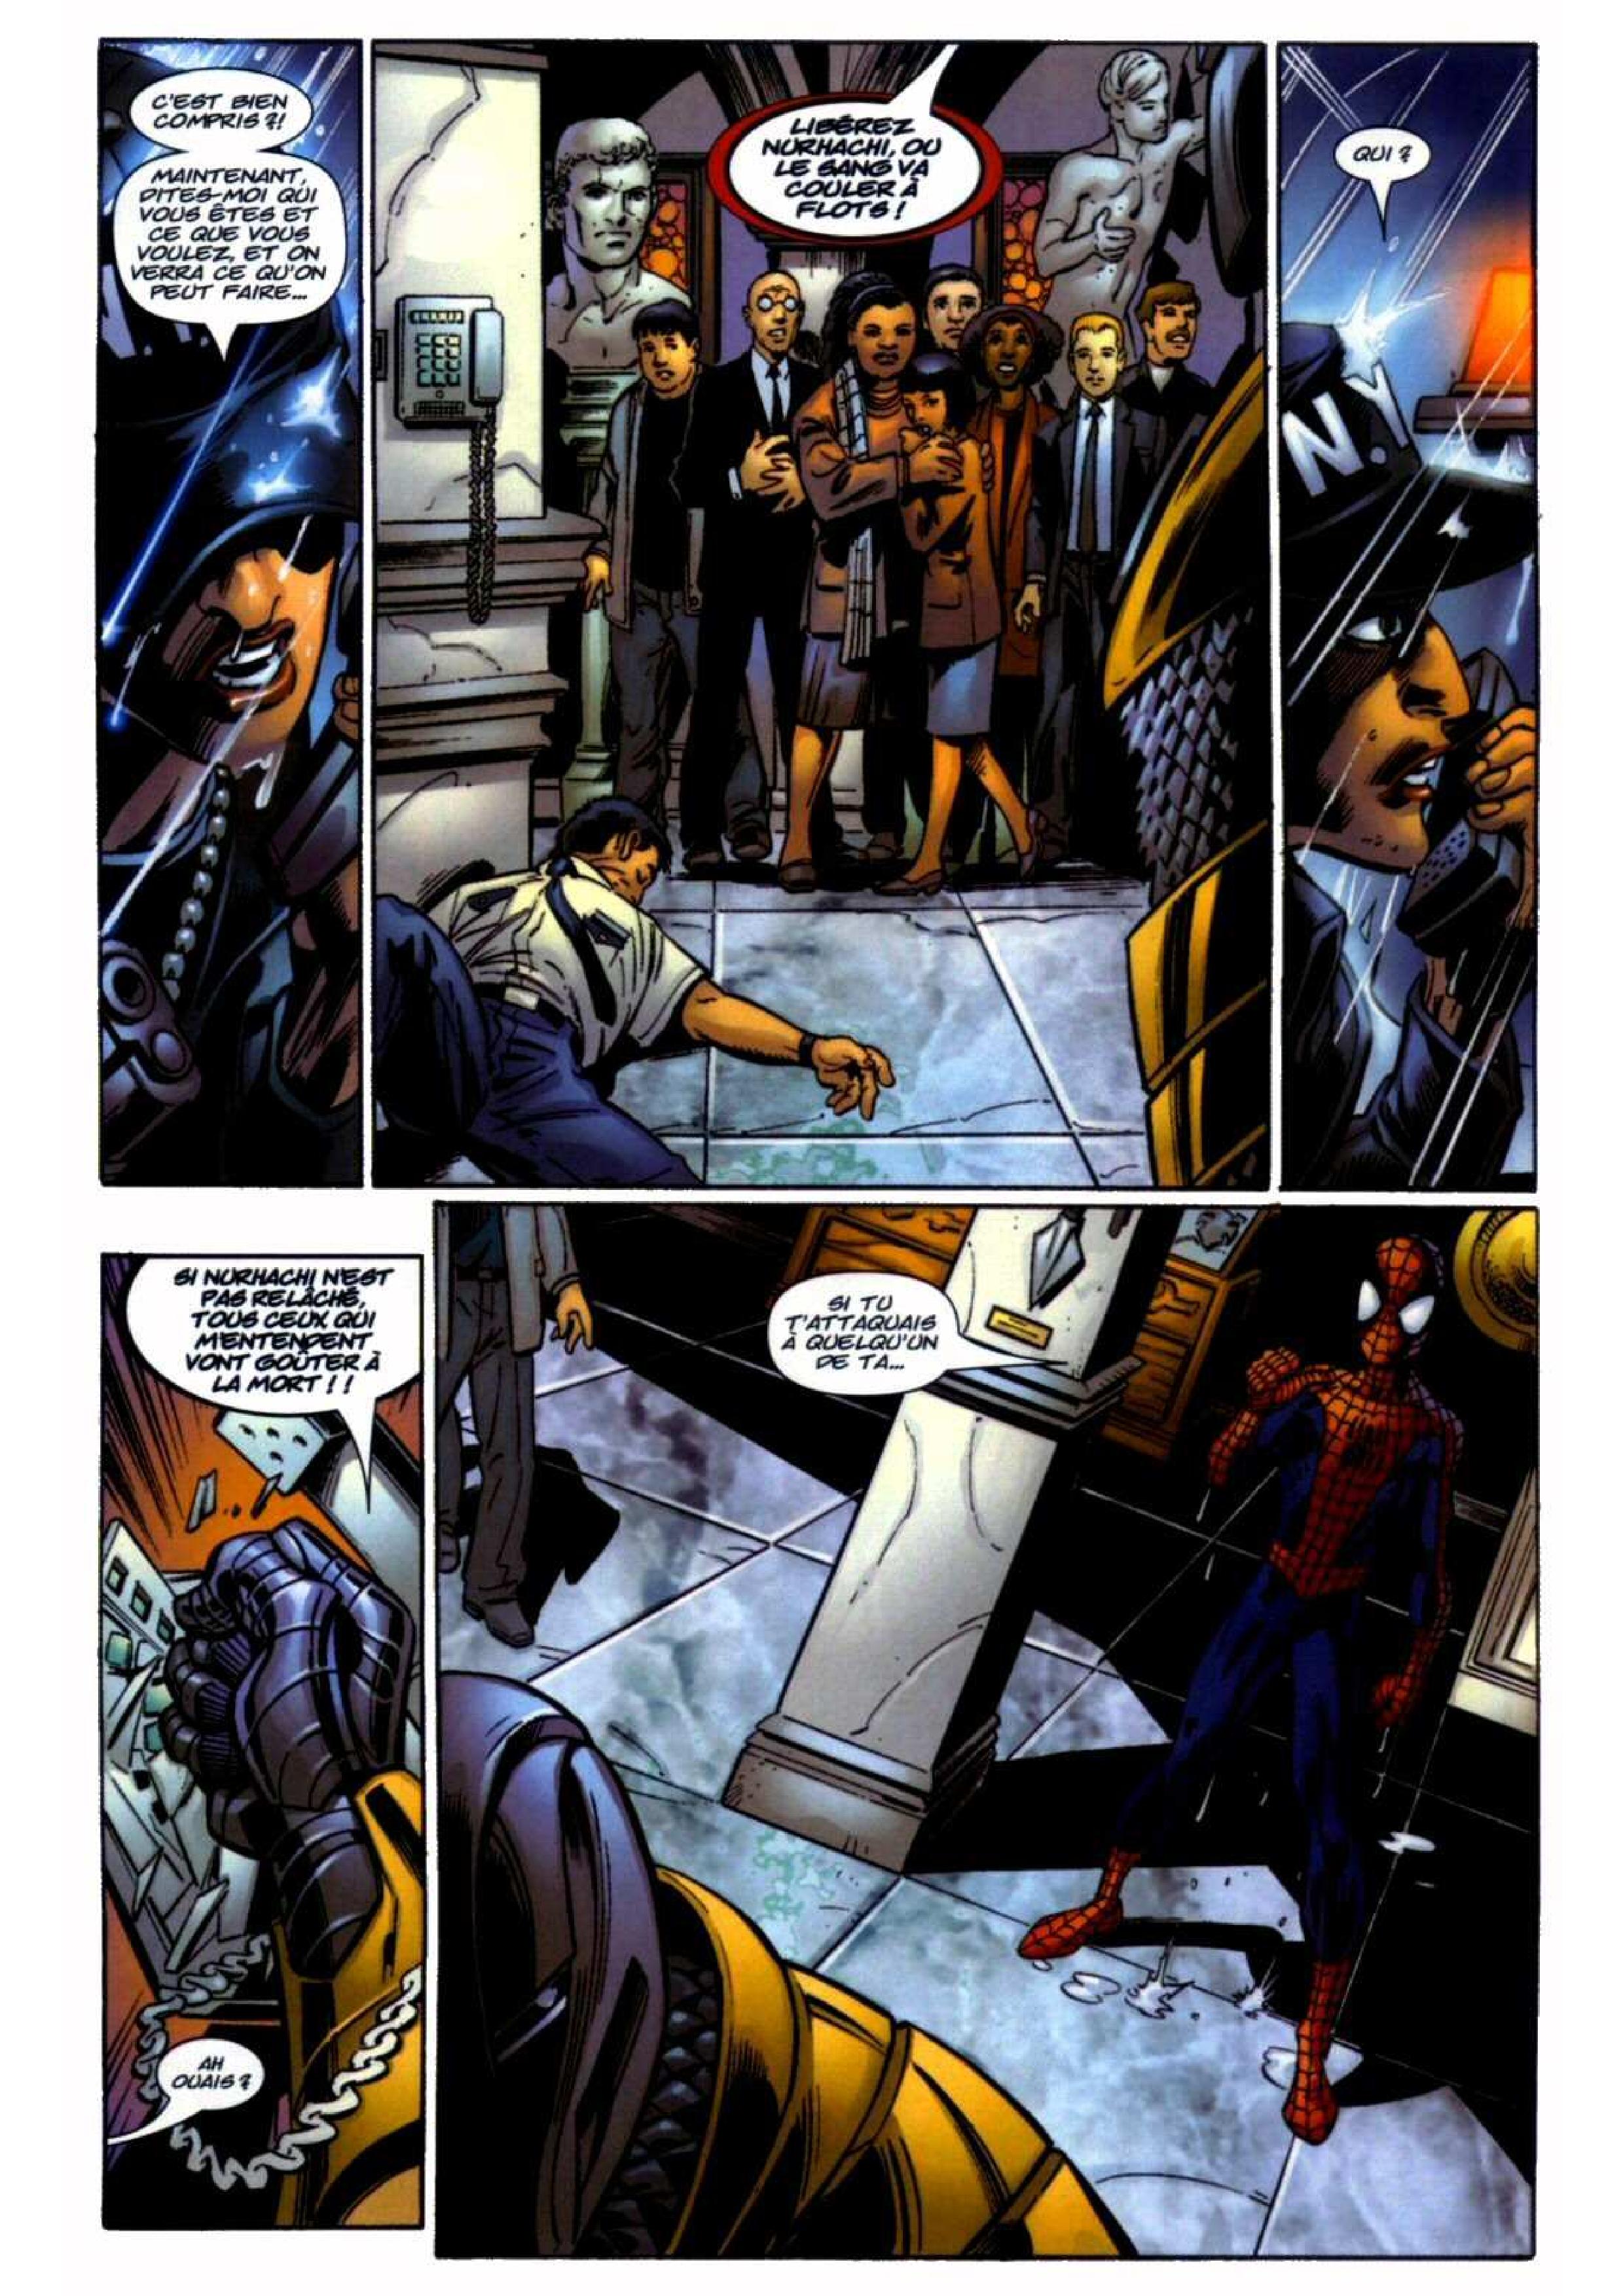 C'EST BIEN
COMPRIS ?!
MAINTENANT,
DITES-MOI QUI
VOUS ÊTES ET
CE QUE VOUS
VOULEZ, ET ON
VERRA CE QU'ON
PEUT FAIRE...
LIBÉREZ
NURHACHI, OU
LE SANG VA
COULER À
FLOTS !
QUI ?
N.Y
SI NURHACHI N'EST
PAS RELÂCHÉ,
TOUS CEUX QUI
M'ENTENDENT
VONT GOÛTER À
LA MORT ! !
AH
OUAIS ?
SI TU
T'ATTAQUAIS
À QUELQU'UN
DE TA...